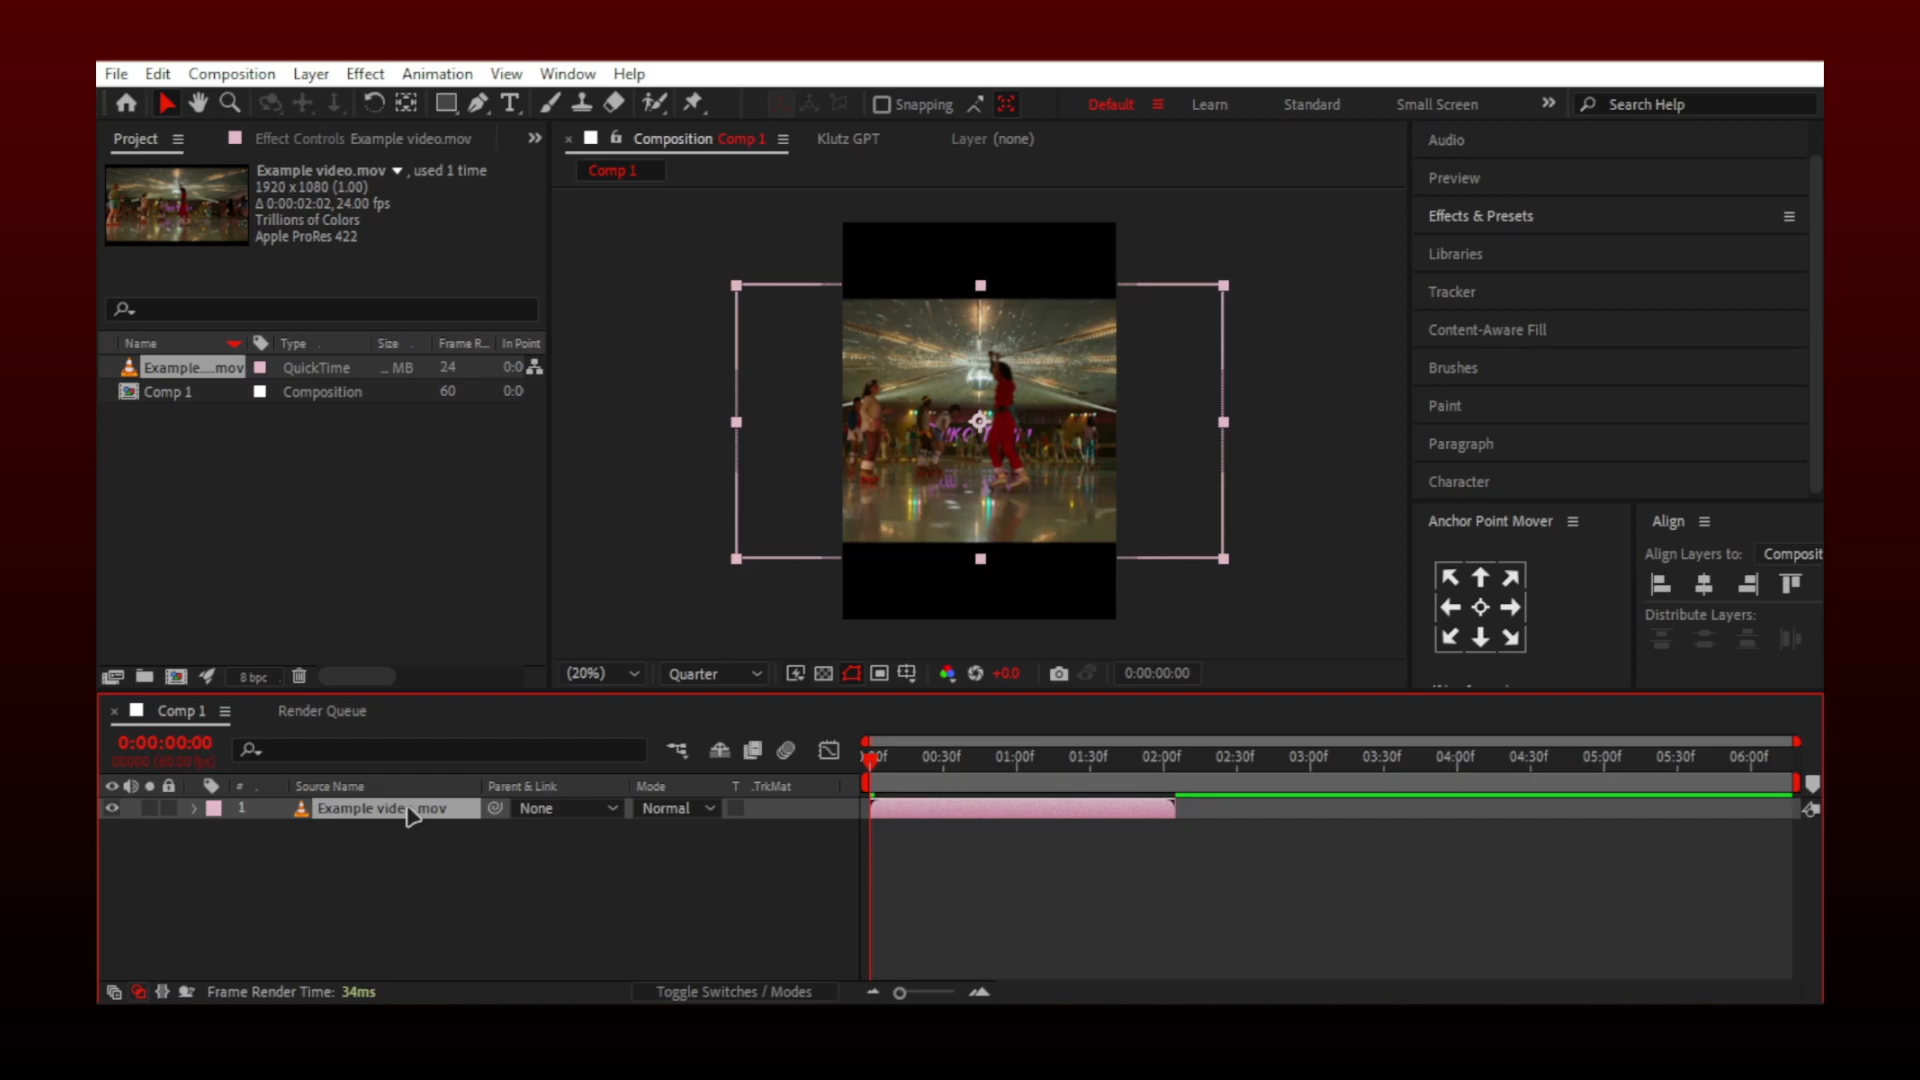 File Edit Composition Layer Effect Animation View Window Help
Snapping Default Learn Standard Small Screen Search Help
Project Effect Controls Example video.mov
Composition Comp 1 Klutz GPT Layer (none)
Comp 1
Example video.mov , used 1 time
1920 x 1080 (1.00)
Δ 0:00:02:02, 24.00 fps
Trillions of Colors
Apple ProRes 422
Name Type Size Frame R... In Point
Example....mov QuickTime ... MB 24 0:0
Comp 1 Composition 60 0:0
8 bpc
(20%) Quarter +0.0 0:00:00:00
Audio
Preview
Effects & Presets
Libraries
Tracker
Content-Aware Fill
Brushes
Paint
Paragraph
Character
Anchor Point Mover Align
Align Layers to: Composit
Distribute Layers:
Comp 1 Render Queue
0:00:00:00
00000 (60.00 fps)
00:30f 01:00f 01:30f 02:00f 02:30f 03:00f 03:30f 04:00f 04:30f 05:00f 05:30f 06:00f
# Source Name Parent & Link Mode T .TrkMat
1 Example video.mov None Normal
Frame Render Time: 34ms Toggle Switches / Modes